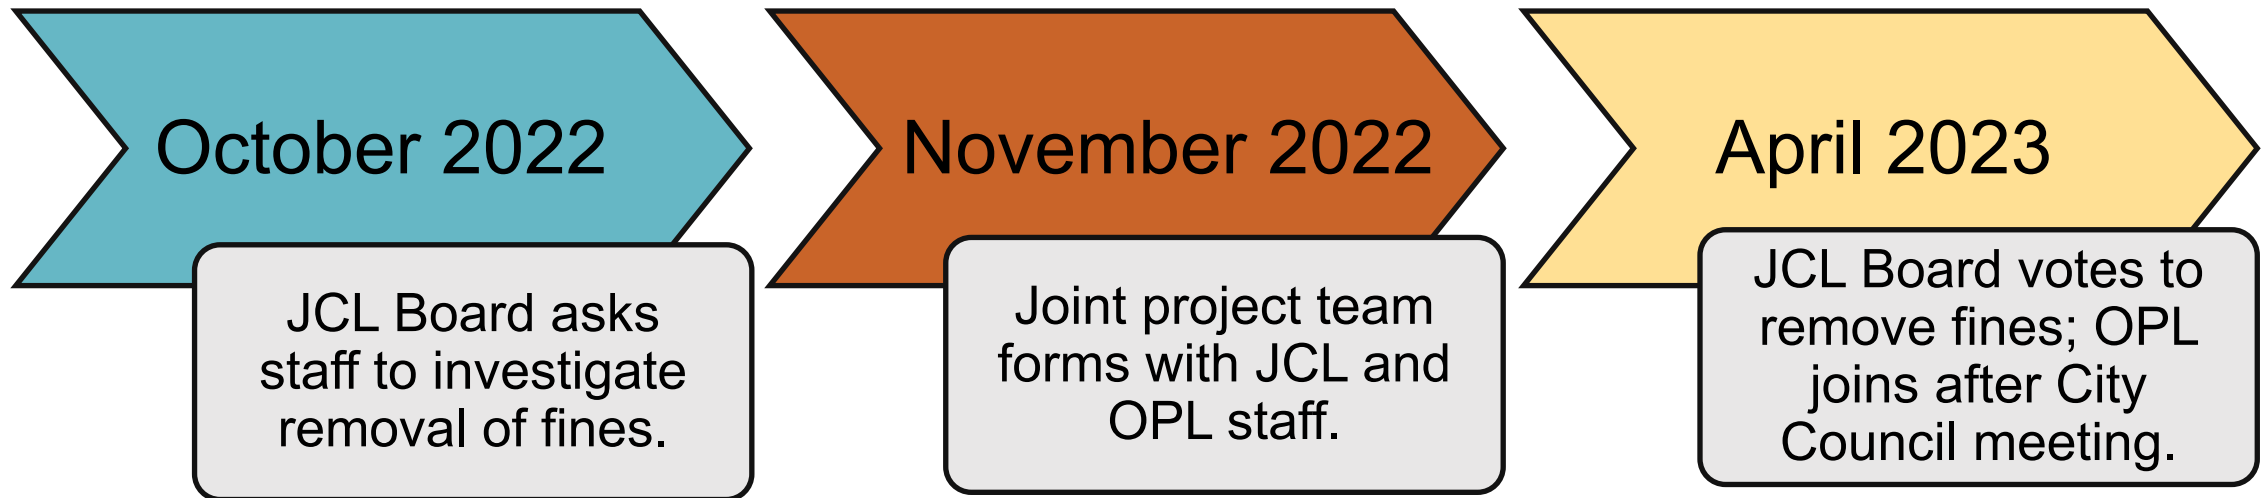 October 2022
JCL Board asks
staff to investigate
removal of fines.
November 2022
Joint project team
forms with JCL and
OPL staff.
April 2023
JCL Board votes to
remove fines; OPL
joins after City
Council meeting.